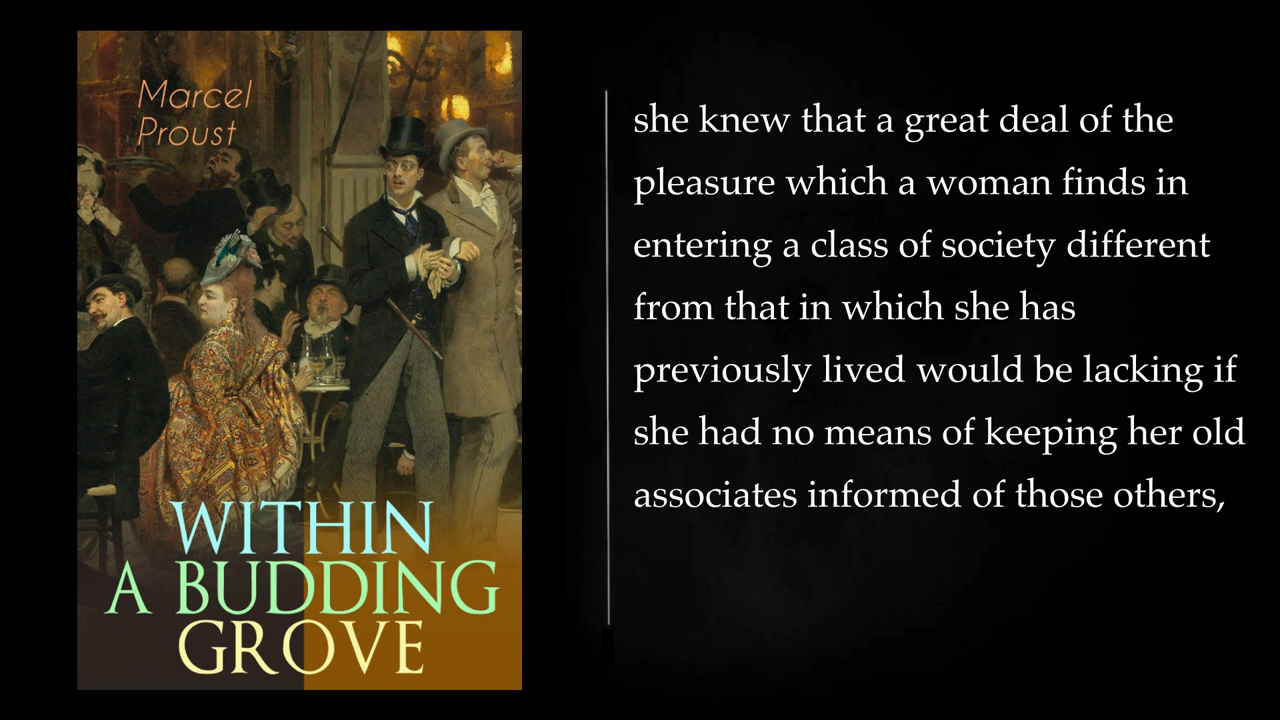 Marcel
Proust
WITHIN
A BUDDING
GROVE
she knew that a great deal of the
pleasure which a woman finds in
entering a class of society different
from that in which she has
previously lived would be lacking if
she had no means of keeping her old
associates informed of those others,